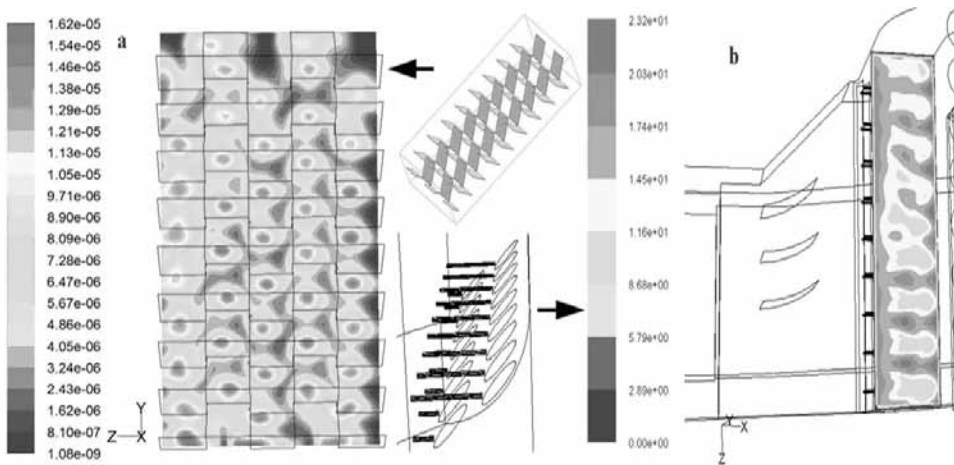 1.62e-05
1.54e-05
1.46e-05
1.38e-05
1.29e-05
1.21e-05
1.13e-05
1.05e-05
9.71e-06
8.90e-06
8.09e-06
7.28e-06
6.47e-06
5.67e-06
4.86e-06
4.05e-06
3.24e-06
2.43e-06
1.62e-06
8.10e-07
1.08e-09
a
Y
Z X
2.32e+01
2.03e+01
1.74e+01
1.45e+01
1.16e+01
8.68e+00
5.79e+00
2.89e+00
0.00e+00
b
Y X
Z